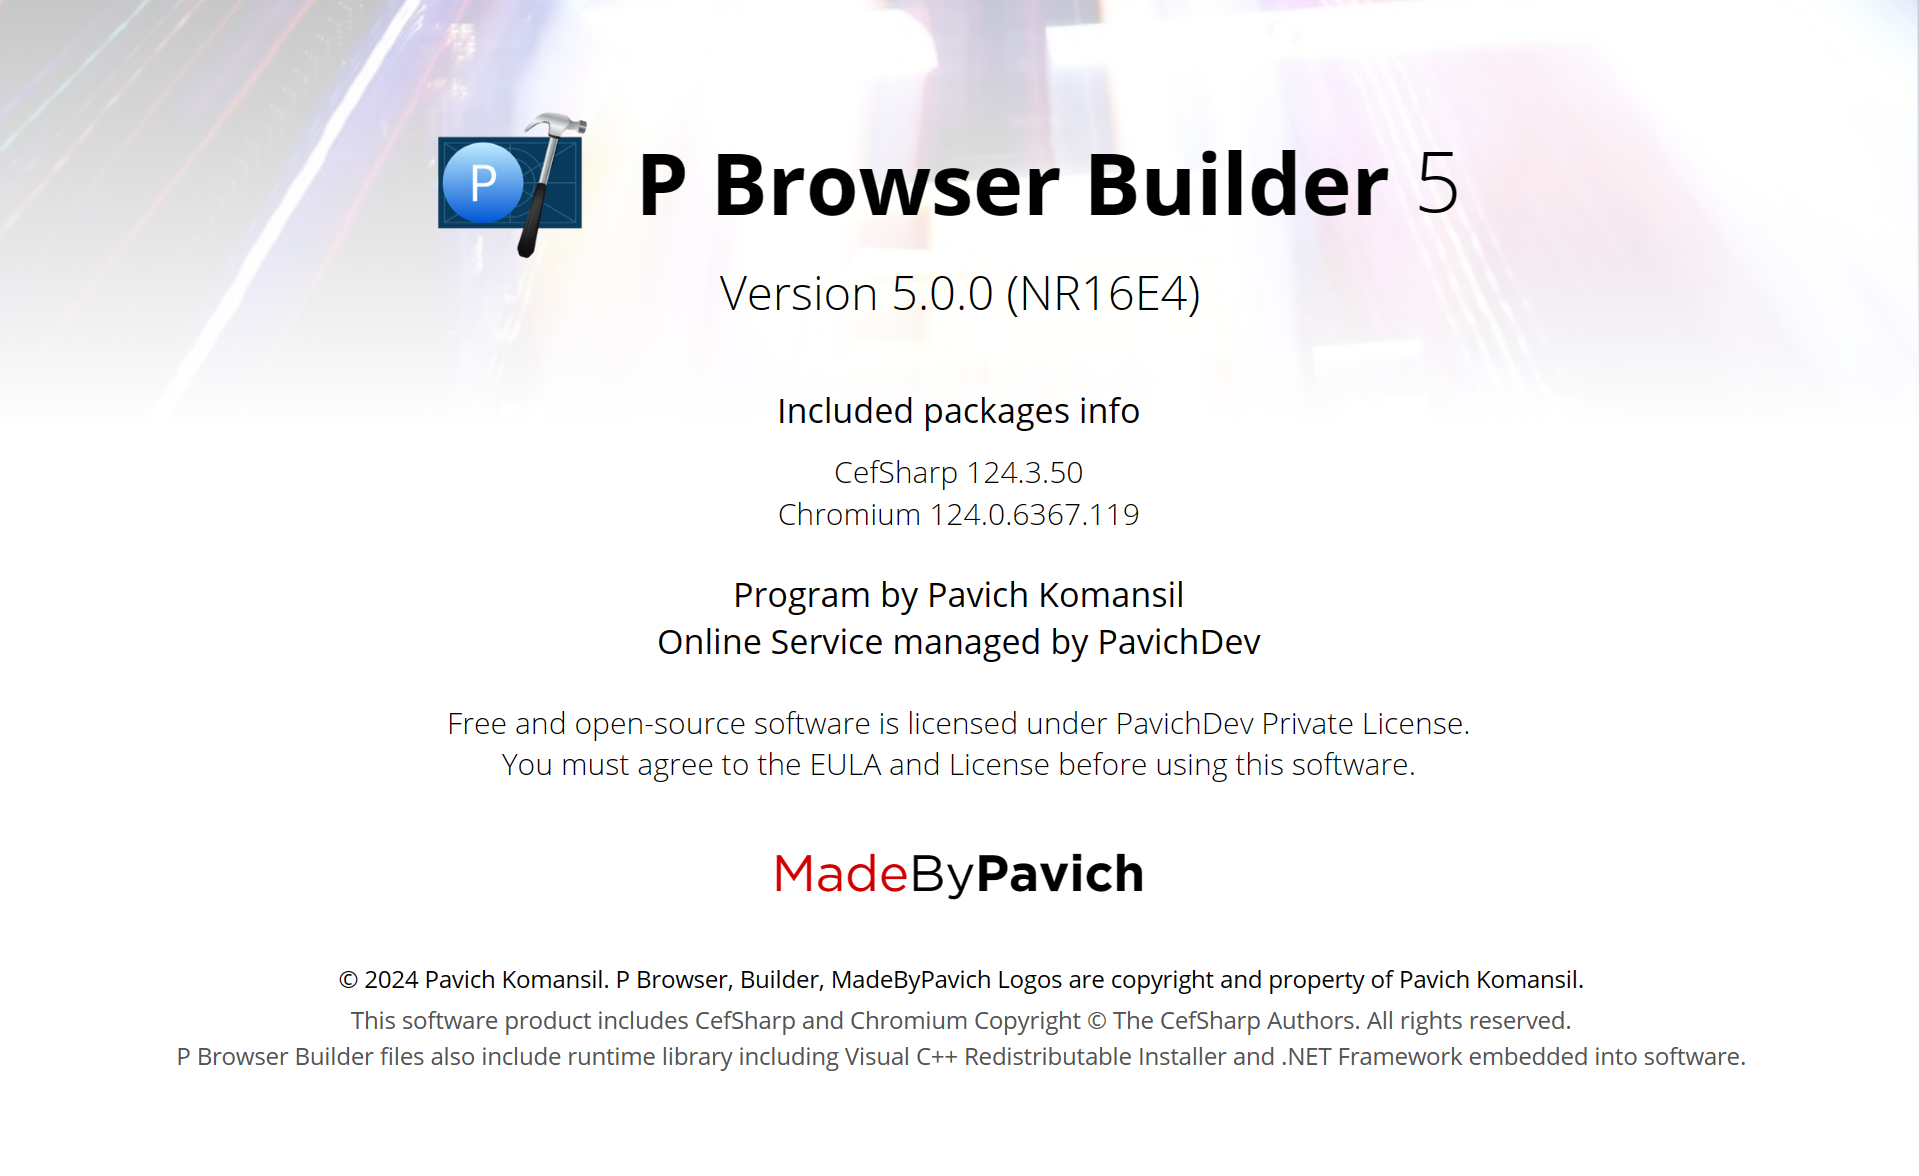 P
P Browser Builder 5
Version 5.0.0 (NR16E4)
Included packages info
CefSharp 124.3.50
Chromium 124.0.6367.119
Program by Pavich Komansil
Online Service managed by PavichDev
Free and open-source software is licensed under PavichDev Private License.
You must agree to the EULA and License before using this software.
MadeByPavich
© 2024 Pavich Komansil. P Browser, Builder, MadeByPavich Logos are copyright and property of Pavich Komansil.
This software product includes CefSharp and Chromium Copyright © The CefSharp Authors. All rights reserved.
P Browser Builder files also include runtime library including Visual C++ Redistributable Installer and .NET Framework embedded into software.